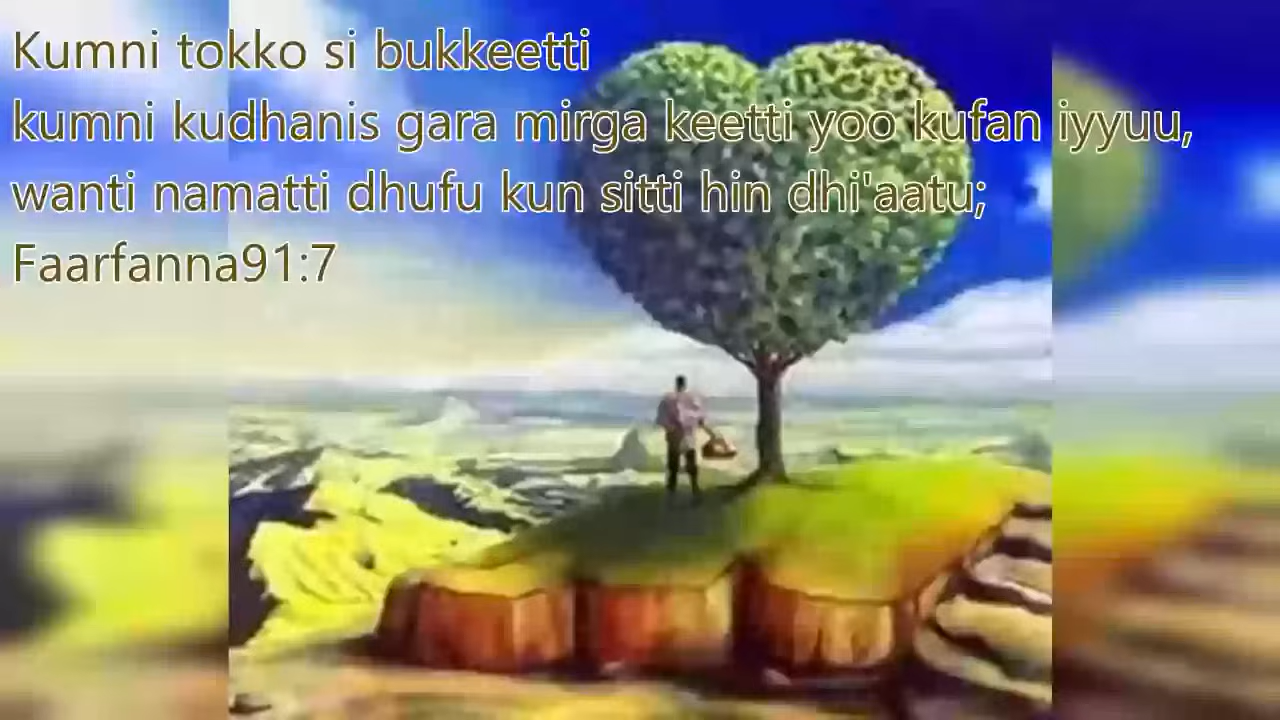 Kumni tokko si bukkeetti
kumni kudhanis gara mirga keetti yoo kufan iyyuu,
wanti namatti dhufu kun sitti hin dhi'aatu;
Faarfanna91:7